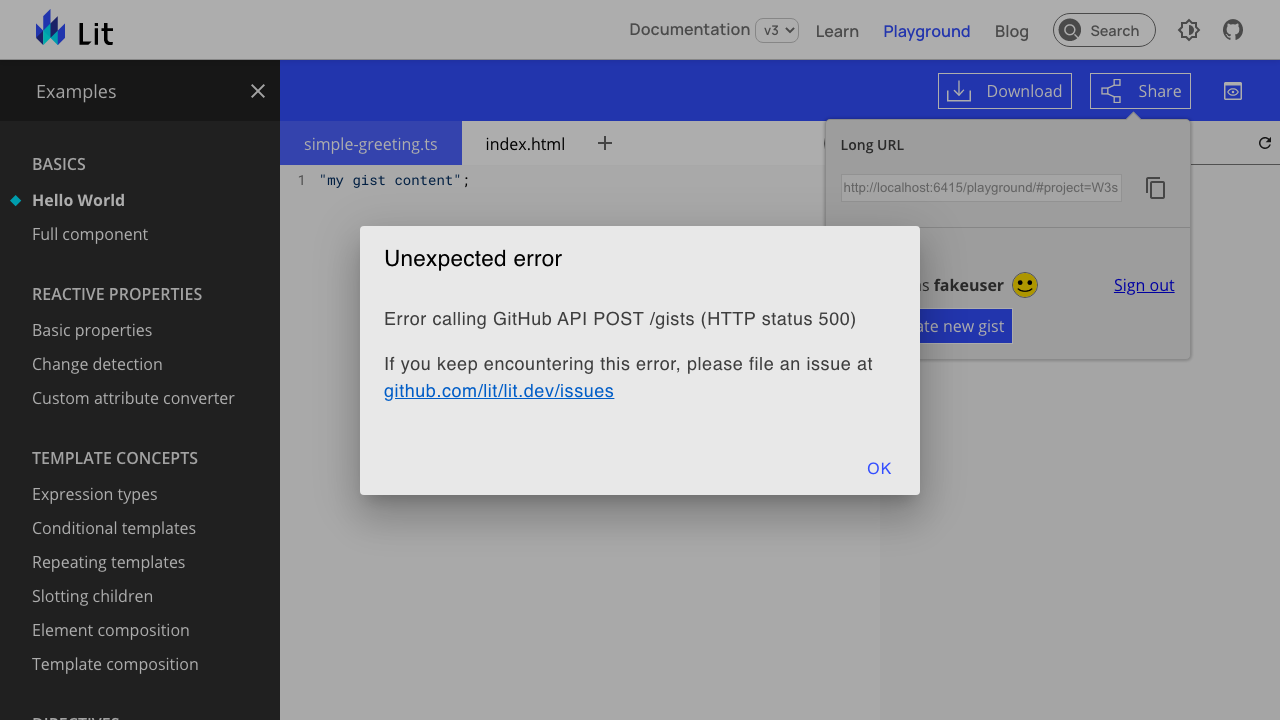 Lit
Documentation v3 Learn Playground Blog Search
Examples
Download Share
BASICS
Hello World
Full component
REACTIVE PROPERTIES
Basic properties
Change detection
Custom attribute converter
TEMPLATE CONCEPTS
Expression types
Conditional templates
Repeating templates
Slotting children
Element composition
Template composition
simple-greeting.ts index.html
1 "my gist content";
Long URL
http://localhost:6415/playground/#project=W3s
fakeuser Sign out
new gist
Unexpected error
Error calling GitHub API POST /gists (HTTP status 500)
If you keep encountering this error, please file an issue at
github.com/lit/lit.dev/issues
OK